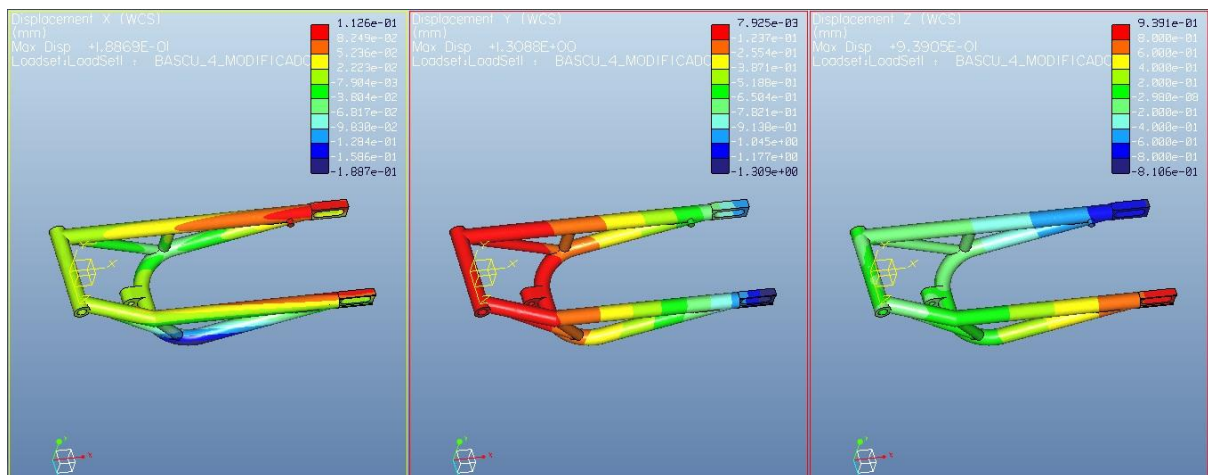 Displacement X (WCS)
(mm)
Max Disp +1.8869E-01
Loadset:LoadSet1 : BASCU_4_MODIFICADO
1.126e-01
8.249e-02
5.236e-02
2.223e-02
-7.904e-03
-3.804e-02
-6.817e-02
-9.830e-02
-1.284e-01
-1.586e-01
-1.887e-01
X
Displacement Y (WCS)
(mm)
Max Disp +1.3088E+00
Loadset:LoadSet1 : BASCU_4_MODIFICADO
7.925e-03
-1.237e-01
-2.554e-01
-3.871e-01
-5.188e-01
-6.504e-01
-7.821e-01
-9.138e-01
-1.045e+00
-1.177e+00
-1.309e+00
X
Displacement Z (WCS)
(mm)
Max Disp +9.3905E-01
Loadset:LoadSet1 : BASCU_4_MODIFICADO
9.391e-01
8.000e-01
6.000e-01
4.000e-01
2.000e-01
-2.980e-08
-2.000e-01
-4.000e-01
-6.000e-01
-8.000e-01
-8.106e-01
X